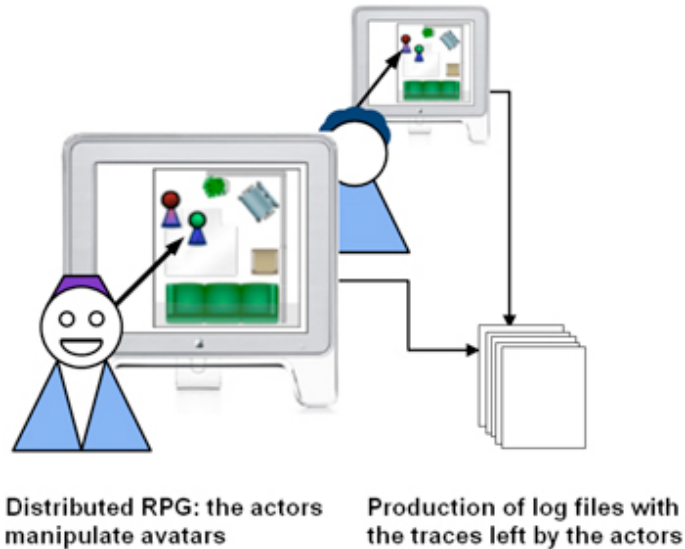 Distributed RPG: the actors
manipulate avatars
Production of log files with
the traces left by the actors